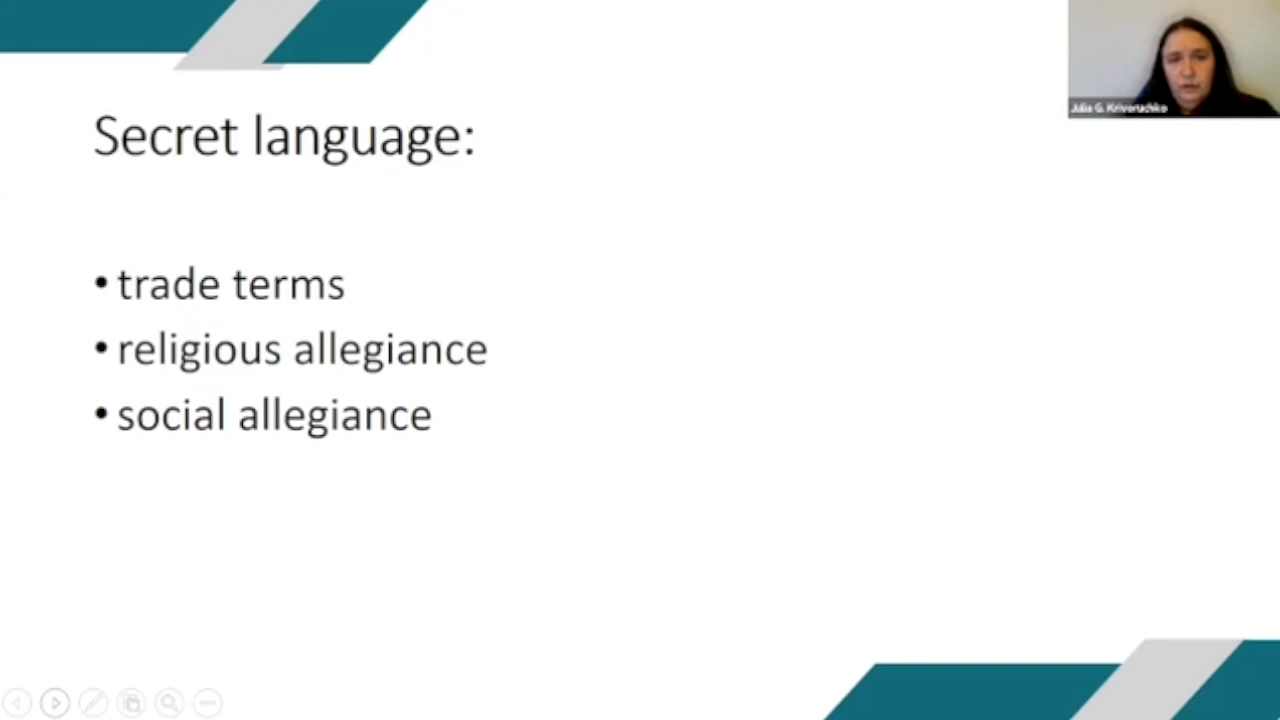 Julia G. Krivoruchko
Secret language:
• trade terms
• religious allegiance
• social allegiance